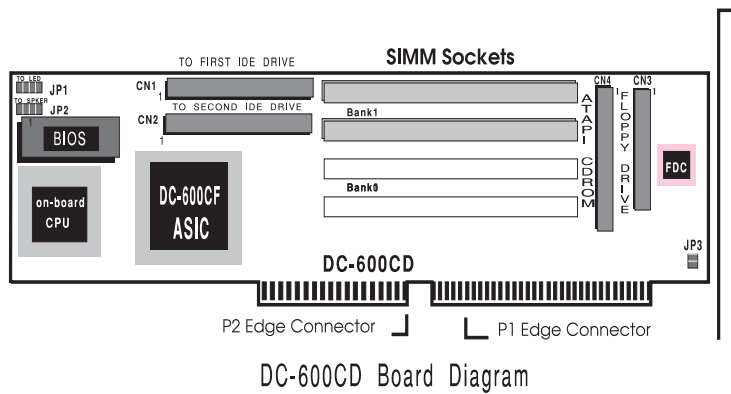 TO FIRST IDE DRIVE
SIMM Sockets
TO LED
JP1
CN1
1
CN4
1
CN3
1
TO SPKER
JP2
TO SECOND IDE DRIVE
CN2
1
Bank1
1
BIOS
ATAPI CDROM
FLOPPY DRIVE
FDC
on-board
CPU
DC-600CF
ASIC
Bank0
JP3
DC-600CD
P2 Edge Connector
P1 Edge Connector
DC-600CD Board Diagram